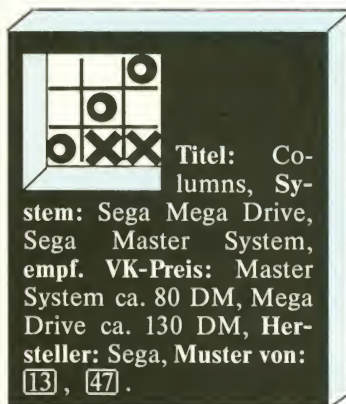 Titel: Co-
lumns, Sy-
stem: Sega Mega Drive,
Sega Master System,
empf. VK-Preis: Master
System ca. 80 DM, Mega
Drive ca. 130 DM, Her-
steller: Sega, Muster von:
13, 47.